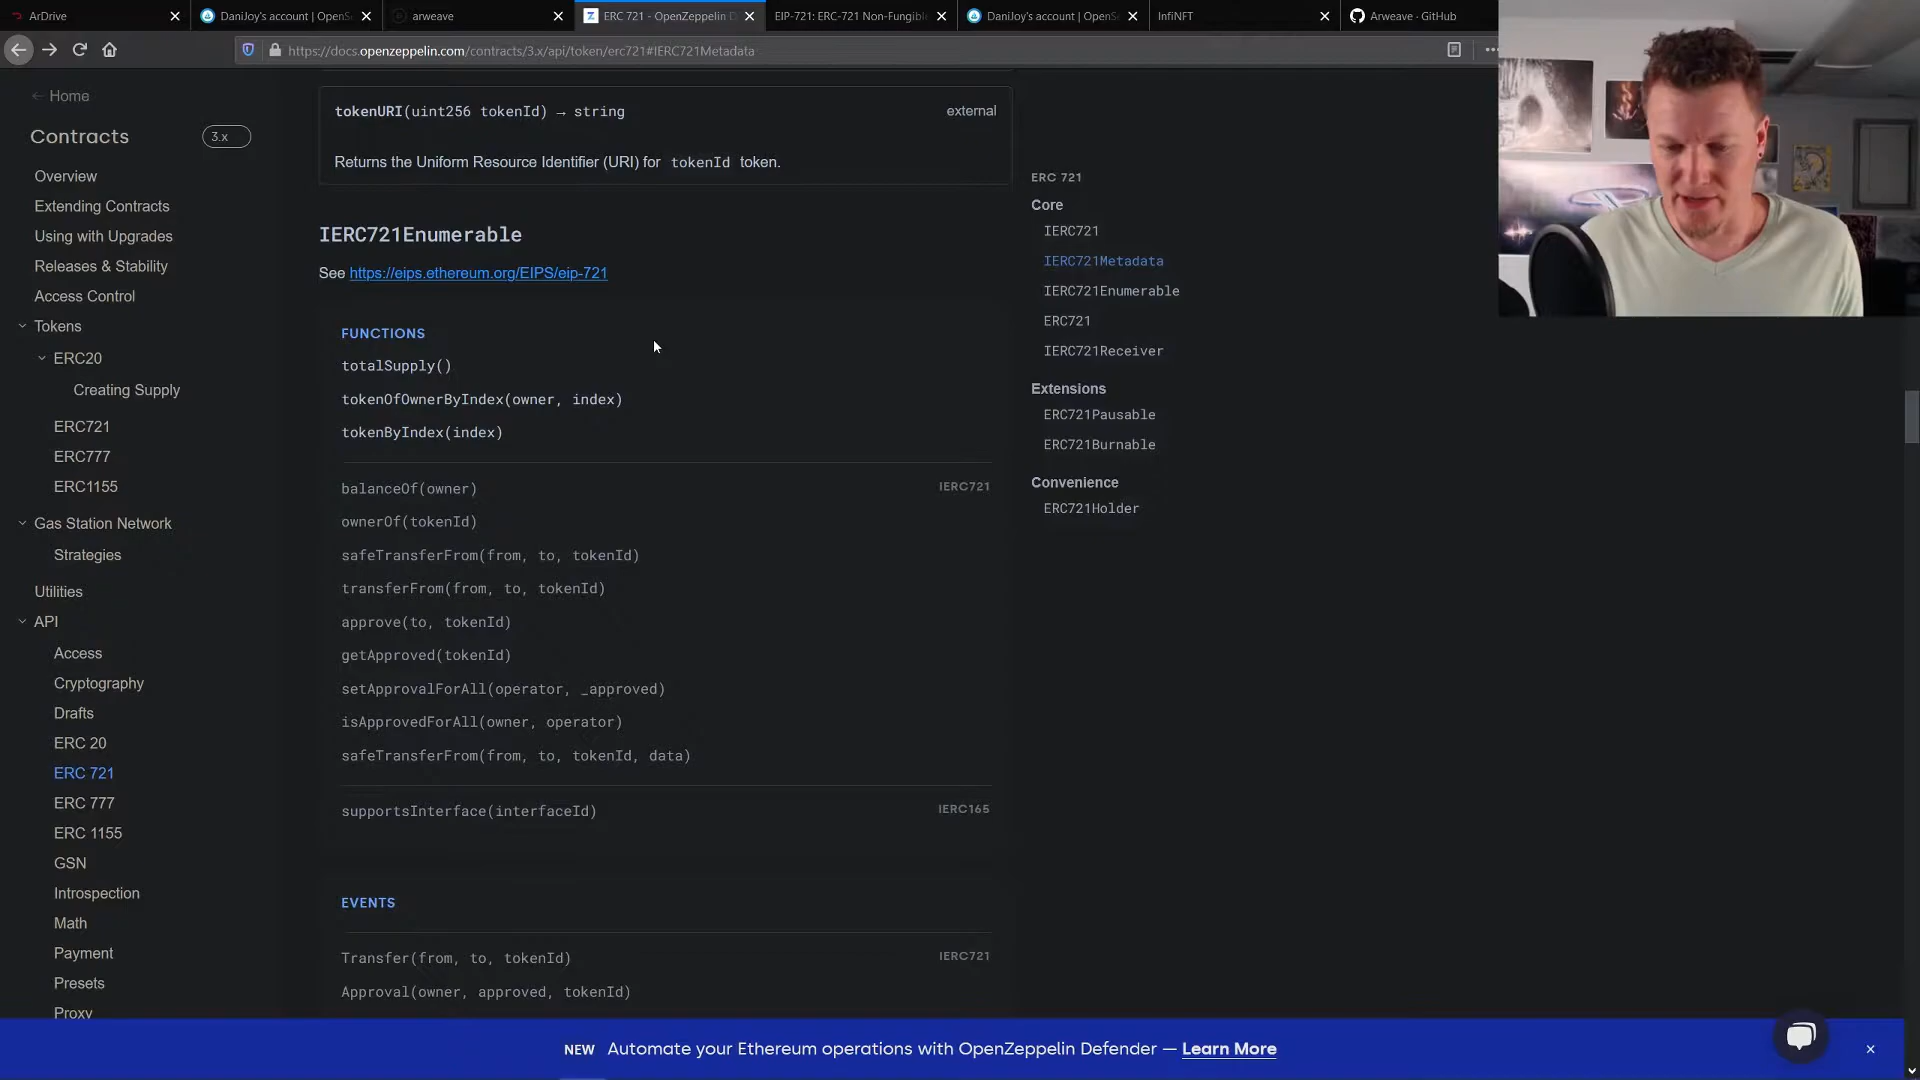 ArDrive
DaniJoy's account | OpenSe
arweave
ERC 721 - OpenZeppelin D
EIP-721: ERC-721 Non-Fungible
DaniJoy's account | OpenSe
InfiNFT
Arweave · GitHub
https://docs.openzeppelin.com/contracts/3.x/api/token/erc721#IERC721Metadata
← Home
Contracts
3.x
Overview
Extending Contracts
Using with Upgrades
Releases & Stability
Access Control
Tokens
ERC20
Creating Supply
ERC721
ERC777
ERC1155
Gas Station Network
Strategies
Utilities
API
Access
Cryptography
Drafts
ERC 20
ERC 721
ERC 777
ERC 1155
GSN
Introspection
Math
Payment
Presets
Proxy
tokenURI(uint256 tokenId) → string
external
Returns the Uniform Resource Identifier (URI) for tokenId token.
IERC721Enumerable
See https://eips.ethereum.org/EIPS/eip-721
FUNCTIONS
totalSupply()
tokenOfOwnerByIndex(owner, index)
tokenByIndex(index)
balanceOf(owner)
IERC721
ownerOf(tokenId)
safeTransferFrom(from, to, tokenId)
transferFrom(from, to, tokenId)
approve(to, tokenId)
getApproved(tokenId)
setApprovalForAll(operator, _approved)
isApprovedForAll(owner, operator)
safeTransferFrom(from, to, tokenId, data)
supportsInterface(interfaceId)
IERC165
EVENTS
Transfer(from, to, tokenId)
IERC721
Approval(owner, approved, tokenId)
ERC 721
Core
IERC721
IERC721Metadata
IERC721Enumerable
ERC721
IERC721Receiver
Extensions
ERC721Pausable
ERC721Burnable
Convenience
ERC721Holder
NEW Automate your Ethereum operations with OpenZeppelin Defender — Learn More